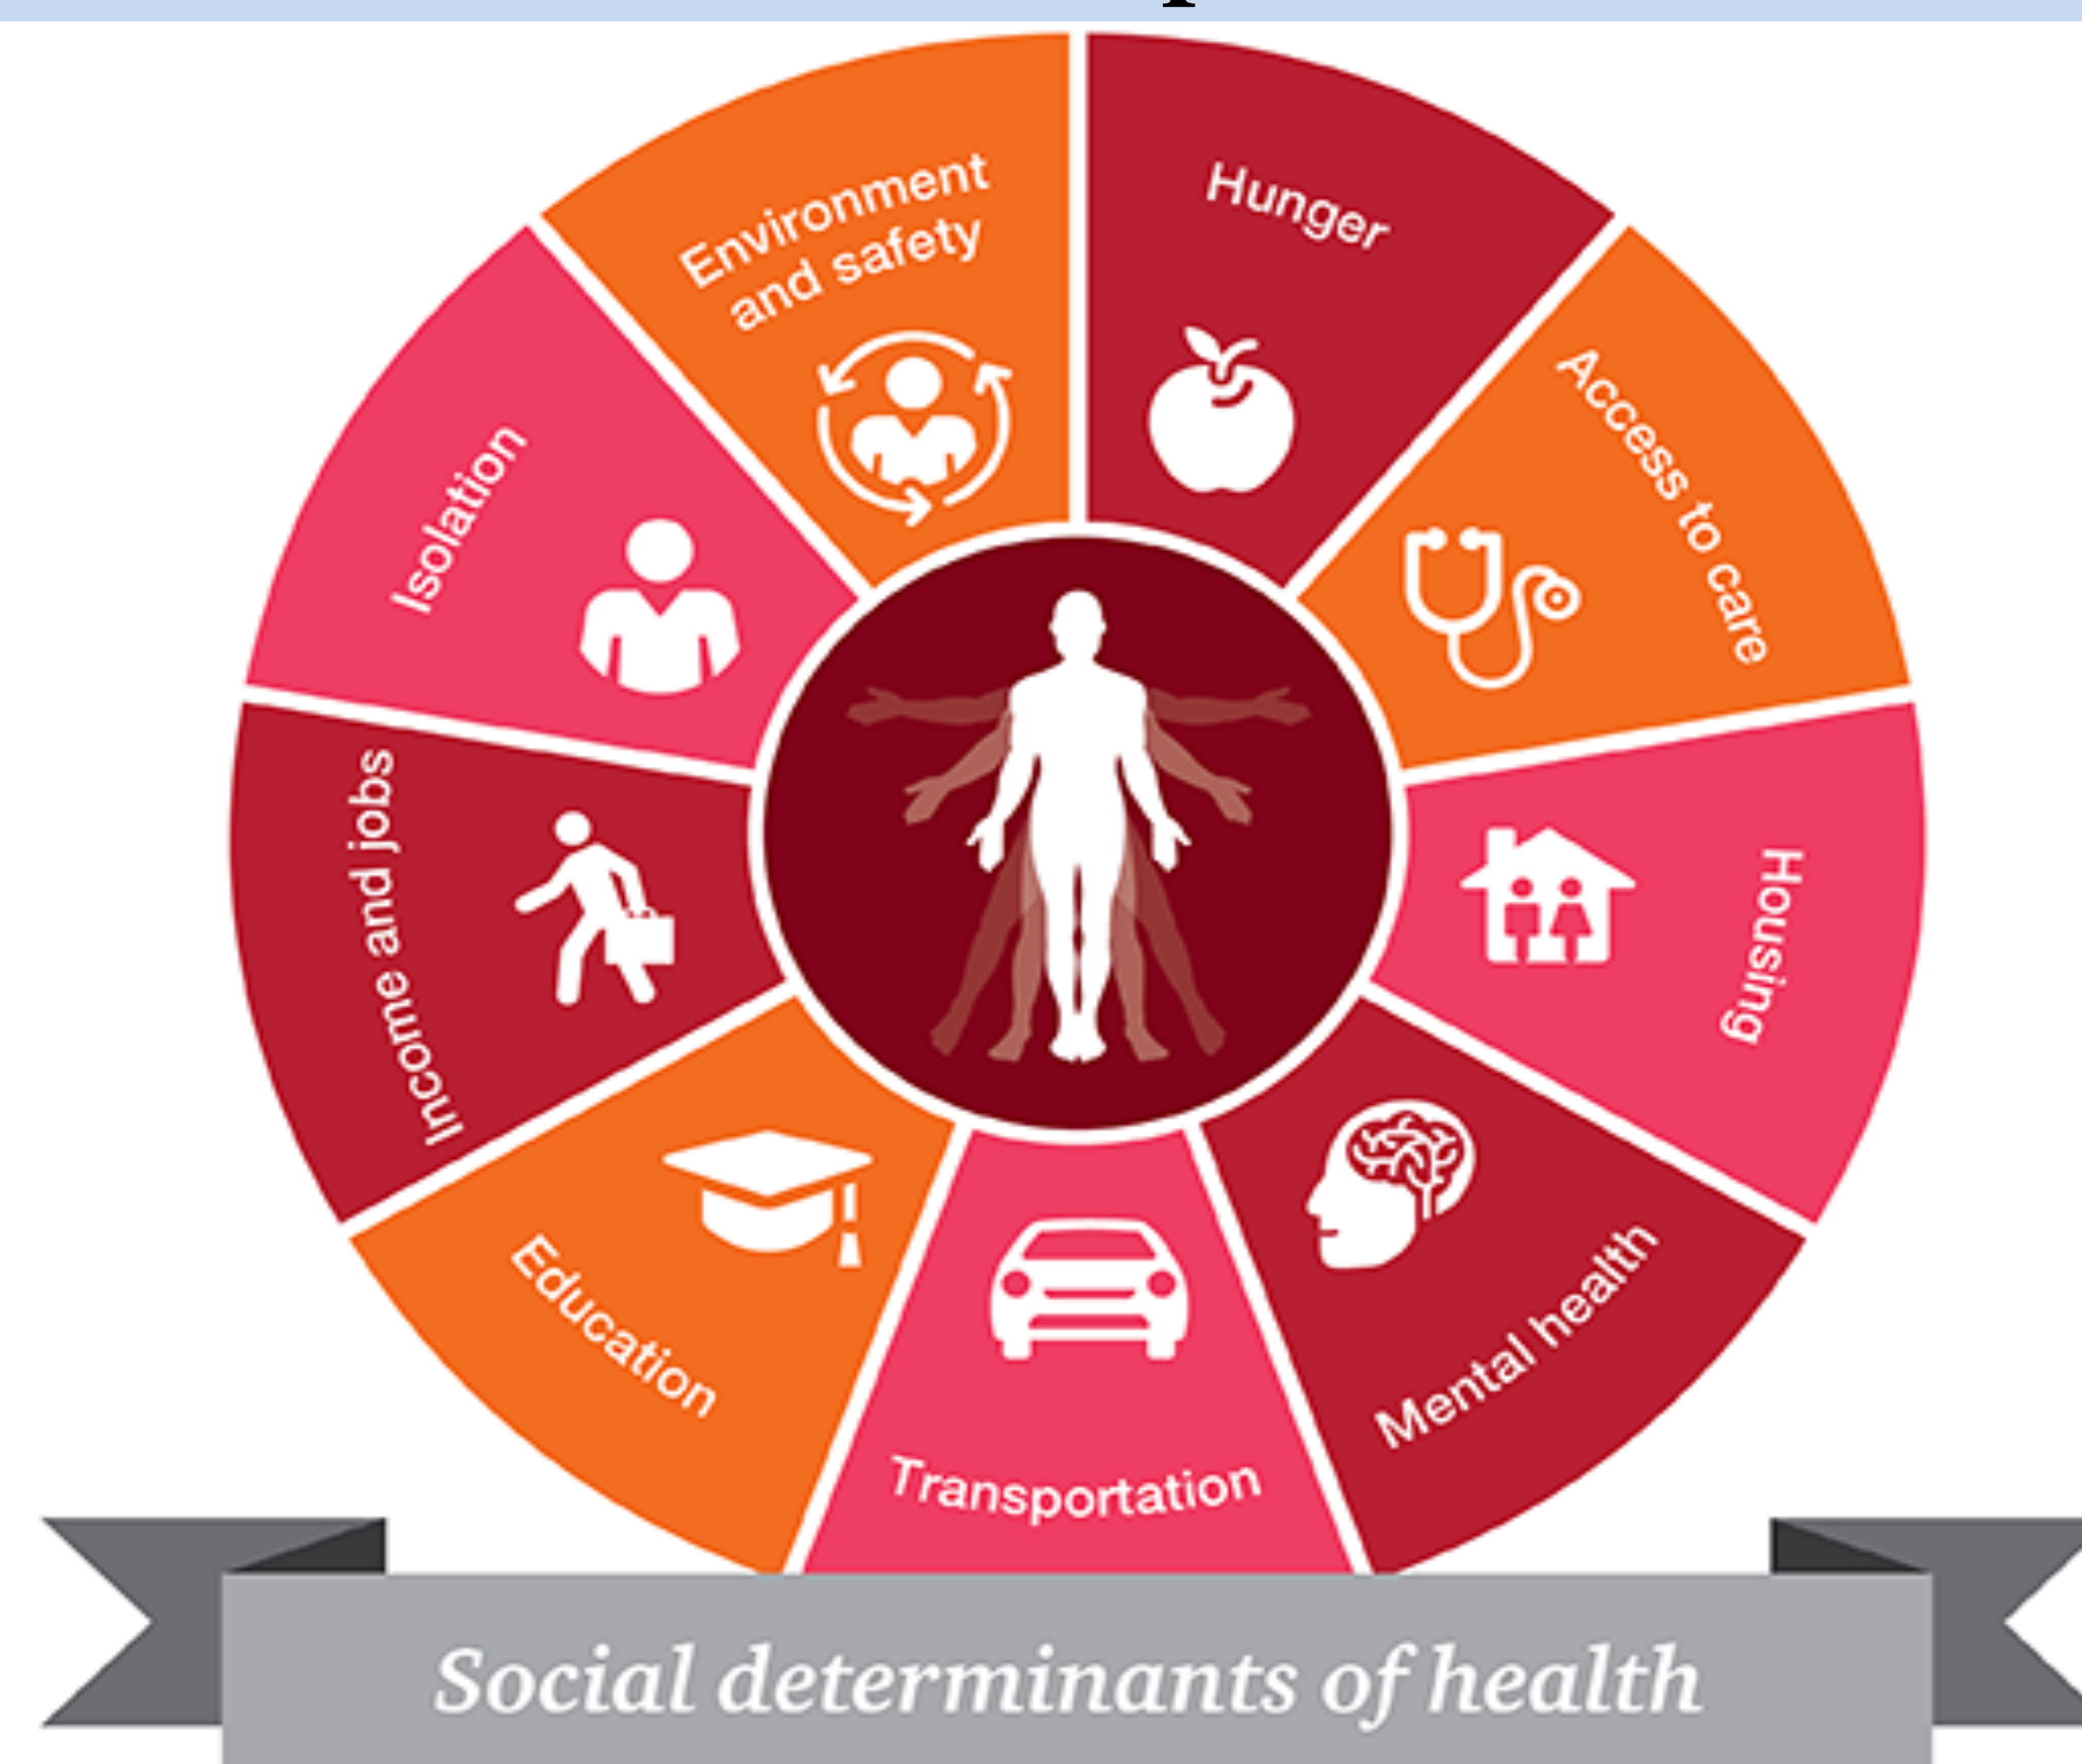 Environment
and safety
Hunger
Access to care
Housing
Mental health
Transportation
Education
Income and jobs
Isolation
Social determinants of health